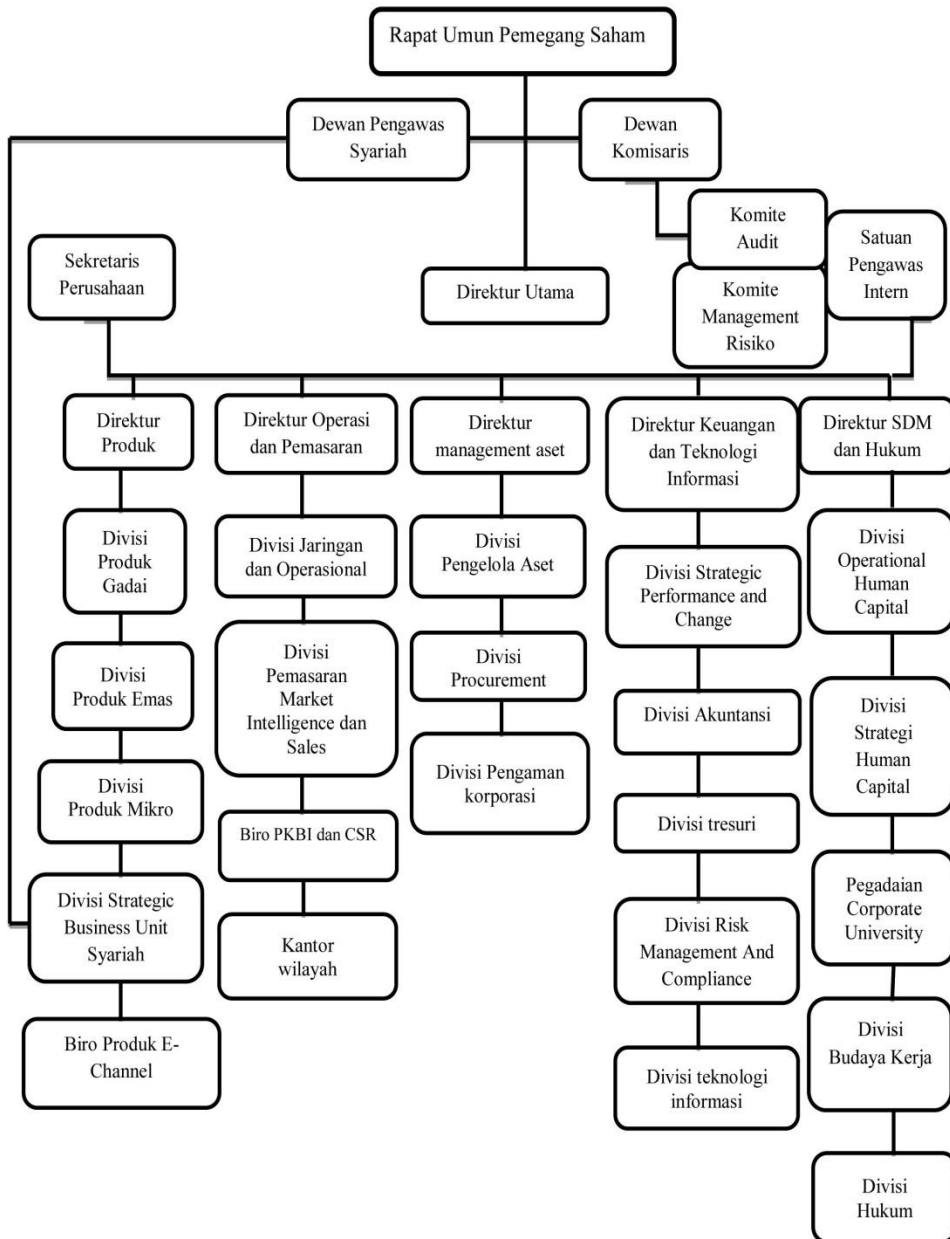 Rapat Umun Pemegang Saham
Dewan Pengawas
Syariah
Dewan
Komisaris
Komite
Audit
Satuan
Pengawas
Intern
Sekretaris
Perusahaan
Direktur Utama
Komite
Management
Risiko
Direktur
Produk
Direktur Operasi
dan Pemasaran
Direktur
management aset
Direktur Keuangan
dan Teknologi
Informasi
Direktur SDM
dan Hukum
Divisi
Produk
Gadai
Divisi
Produk Emas
Divisi
Produk Mikro
Divisi Strategic
Business Unit
Syariah
Biro Produk E-
Channel
Divisi Jaringan
dan Operasional
Divisi
Pemasaran
Market
Intelligence dan
Sales
Biro PKBI dan CSR
Kantor
wilayah
Divisi
Pengelola Aset
Divisi
Procurement
Divisi Pengaman
korporasi
Divisi Strategic
Performance and
Change
Divisi Akuntansi
Divisi tresuri
Divisi Risk
Management And
Compliance
Divisi teknologi
informasi
Divisi
Operational
Human
Capital
Divisi
Strategi
Human
Capital
Pegadaian
Corporate
University
Divisi
Budaya Kerja
Divisi
Hukum